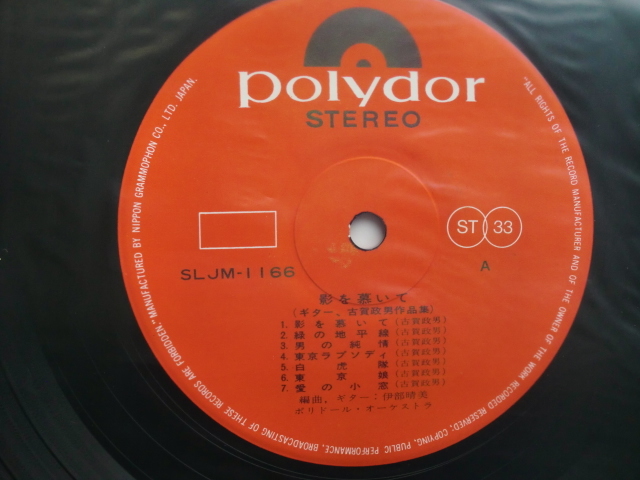 polydor
STEREO
ST 33
SLJM-1166
A
影を慕いて
(ギター、古賀政男作品集)
1. 影を慕いて(古賀政男)
2. 緑の地平線(古賀政男)
3. 男の純情(古賀政男)
4. 東京ラプソディ(古賀政男)
5. 白虎隊(古賀政男)
6. 東京娘(古賀政男)
7. 愛の小窓(古賀政男)
編曲、ギター:伊部晴美
ポリドール・オーケストラ
"ALL RIGHTS OF THE RECORD MANUFACTURER AND OF THE OWNER OF THE WORK RECORDED RESERVED. COPYING, PUBLIC PERFORMANCE, BROADCASTING OF THESE RECORDS ARE FORBIDDEN" MANUFACTURED BY NIPPON GRAMMOPHON CO., LTD. JAPAN.